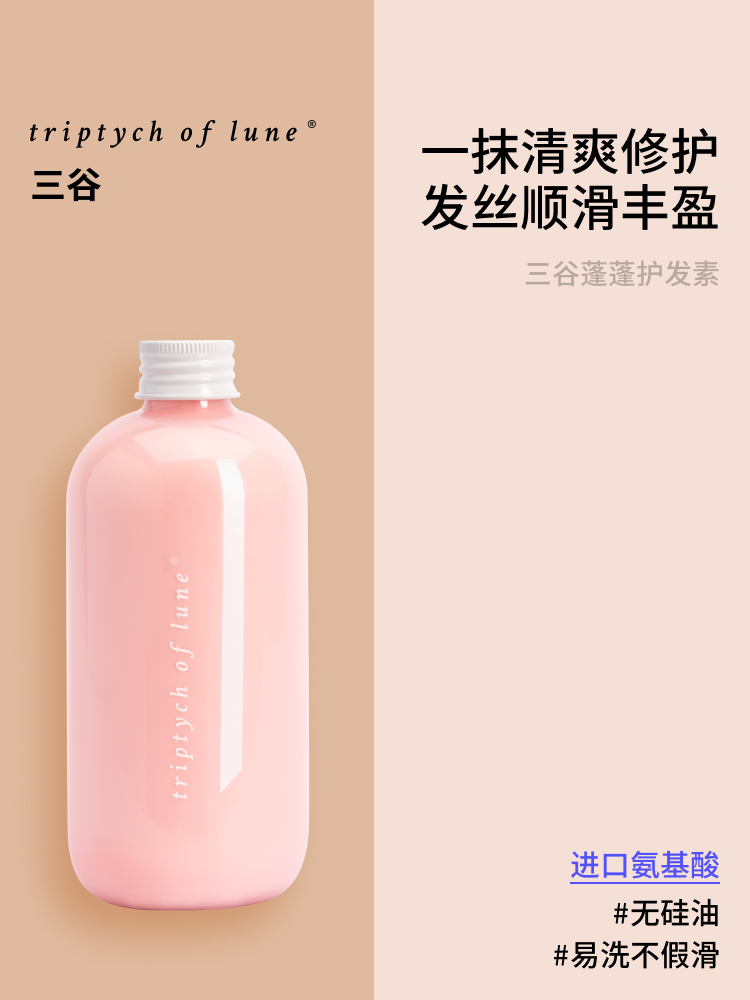 triptych of lune®
三谷
一抹清爽修护
发丝顺滑丰盈
三谷蓬蓬护发素
triptych of lune®
进口氨基酸
#无硅油
#易洗不假滑